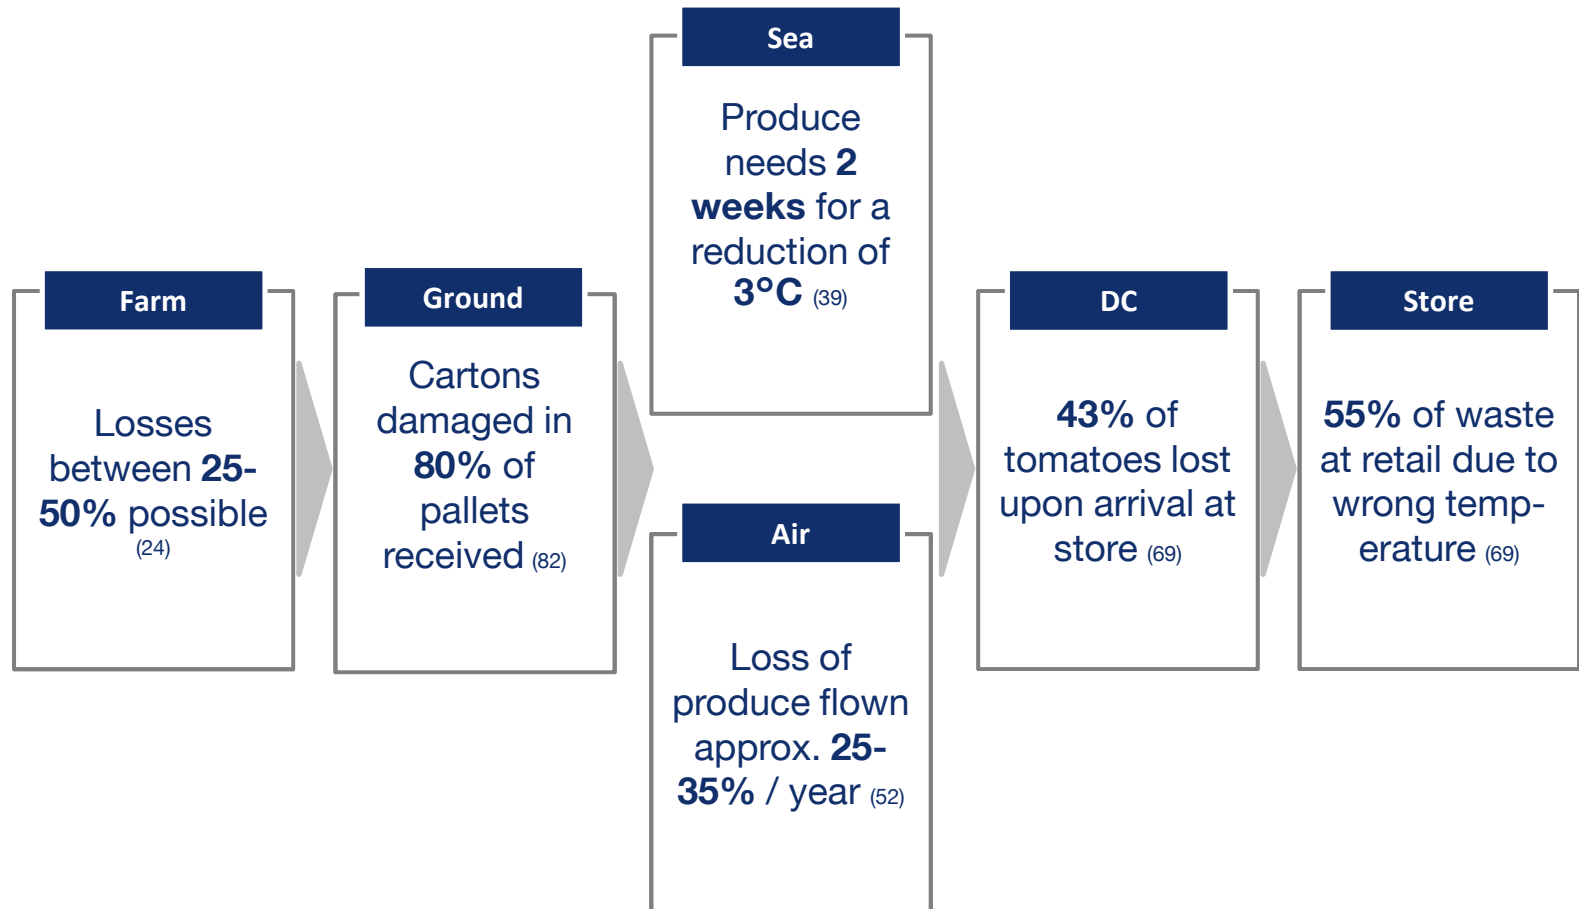 Farm
Losses
between 25-
50% possible
(24)
Ground
Cartons
damaged in
80% of
pallets
received (82)
Sea
Produce
needs 2
weeks for a
reduction of
3°C (39)
Air
Loss of
produce flown
approx. 25-
35% / year (52)
DC
43% of
tomatoes lost
upon arrival at
store (69)
Store
55% of waste
at retail due to
wrong temp-
erature (69)